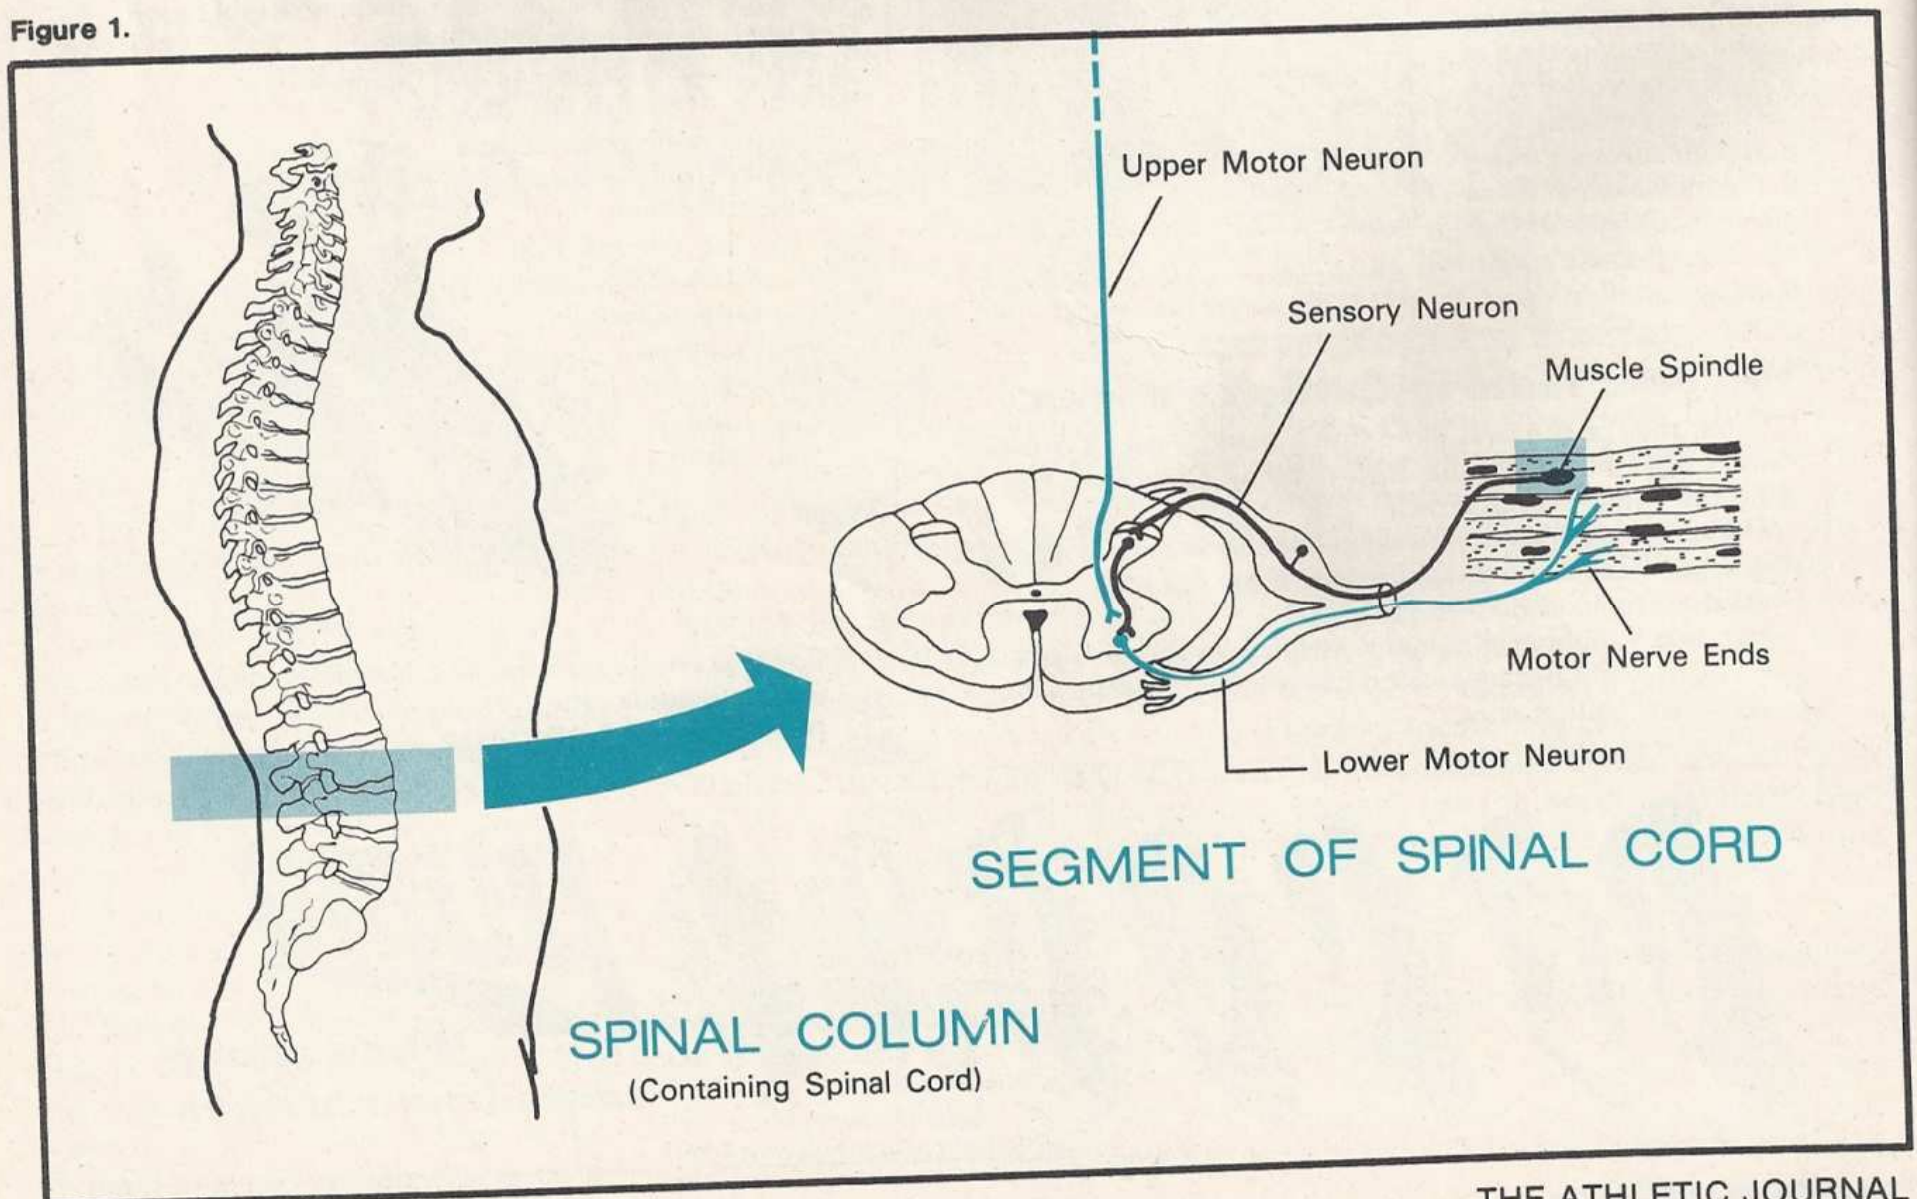 Figure 1.
Upper Motor Neuron
Sensory Neuron
Muscle Spindle
Motor Nerve Ends
Lower Motor Neuron
SEGMENT OF SPINAL CORD
SPINAL COLUMN
(Containing Spinal Cord)
THE ATHLETIC JOURNAL